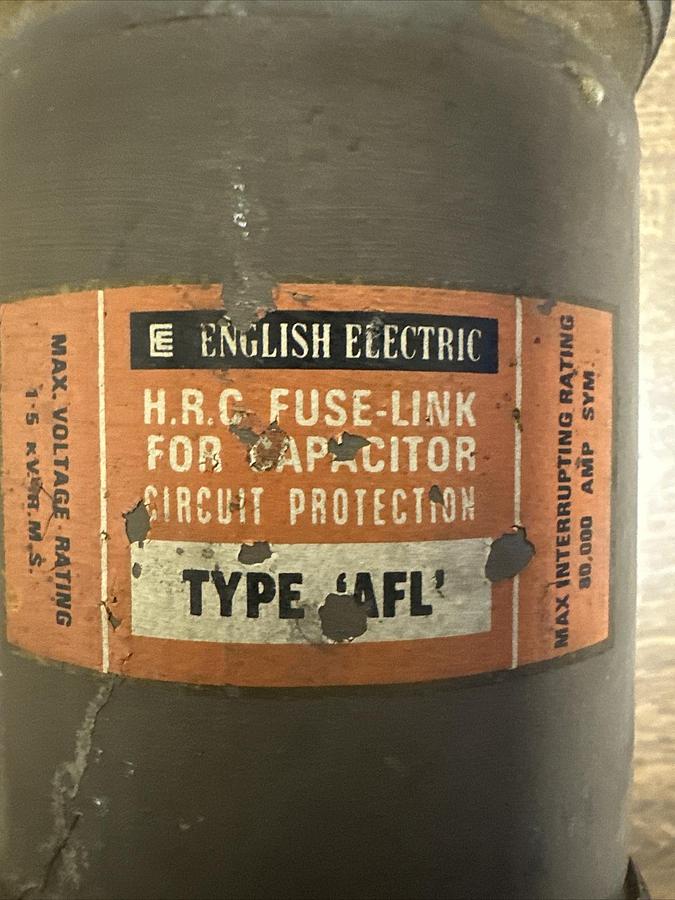 MAX. VOLTAGE RATING
1·5 KV. R.M.S.
EE ENGLISH ELECTRIC
H.R.C. FUSE-LINK
FOR CAPACITOR
CIRCUIT PROTECTION
TYPE 'AFL'
MAX INTERRUPTING RATING
80,000 AMP SYM.